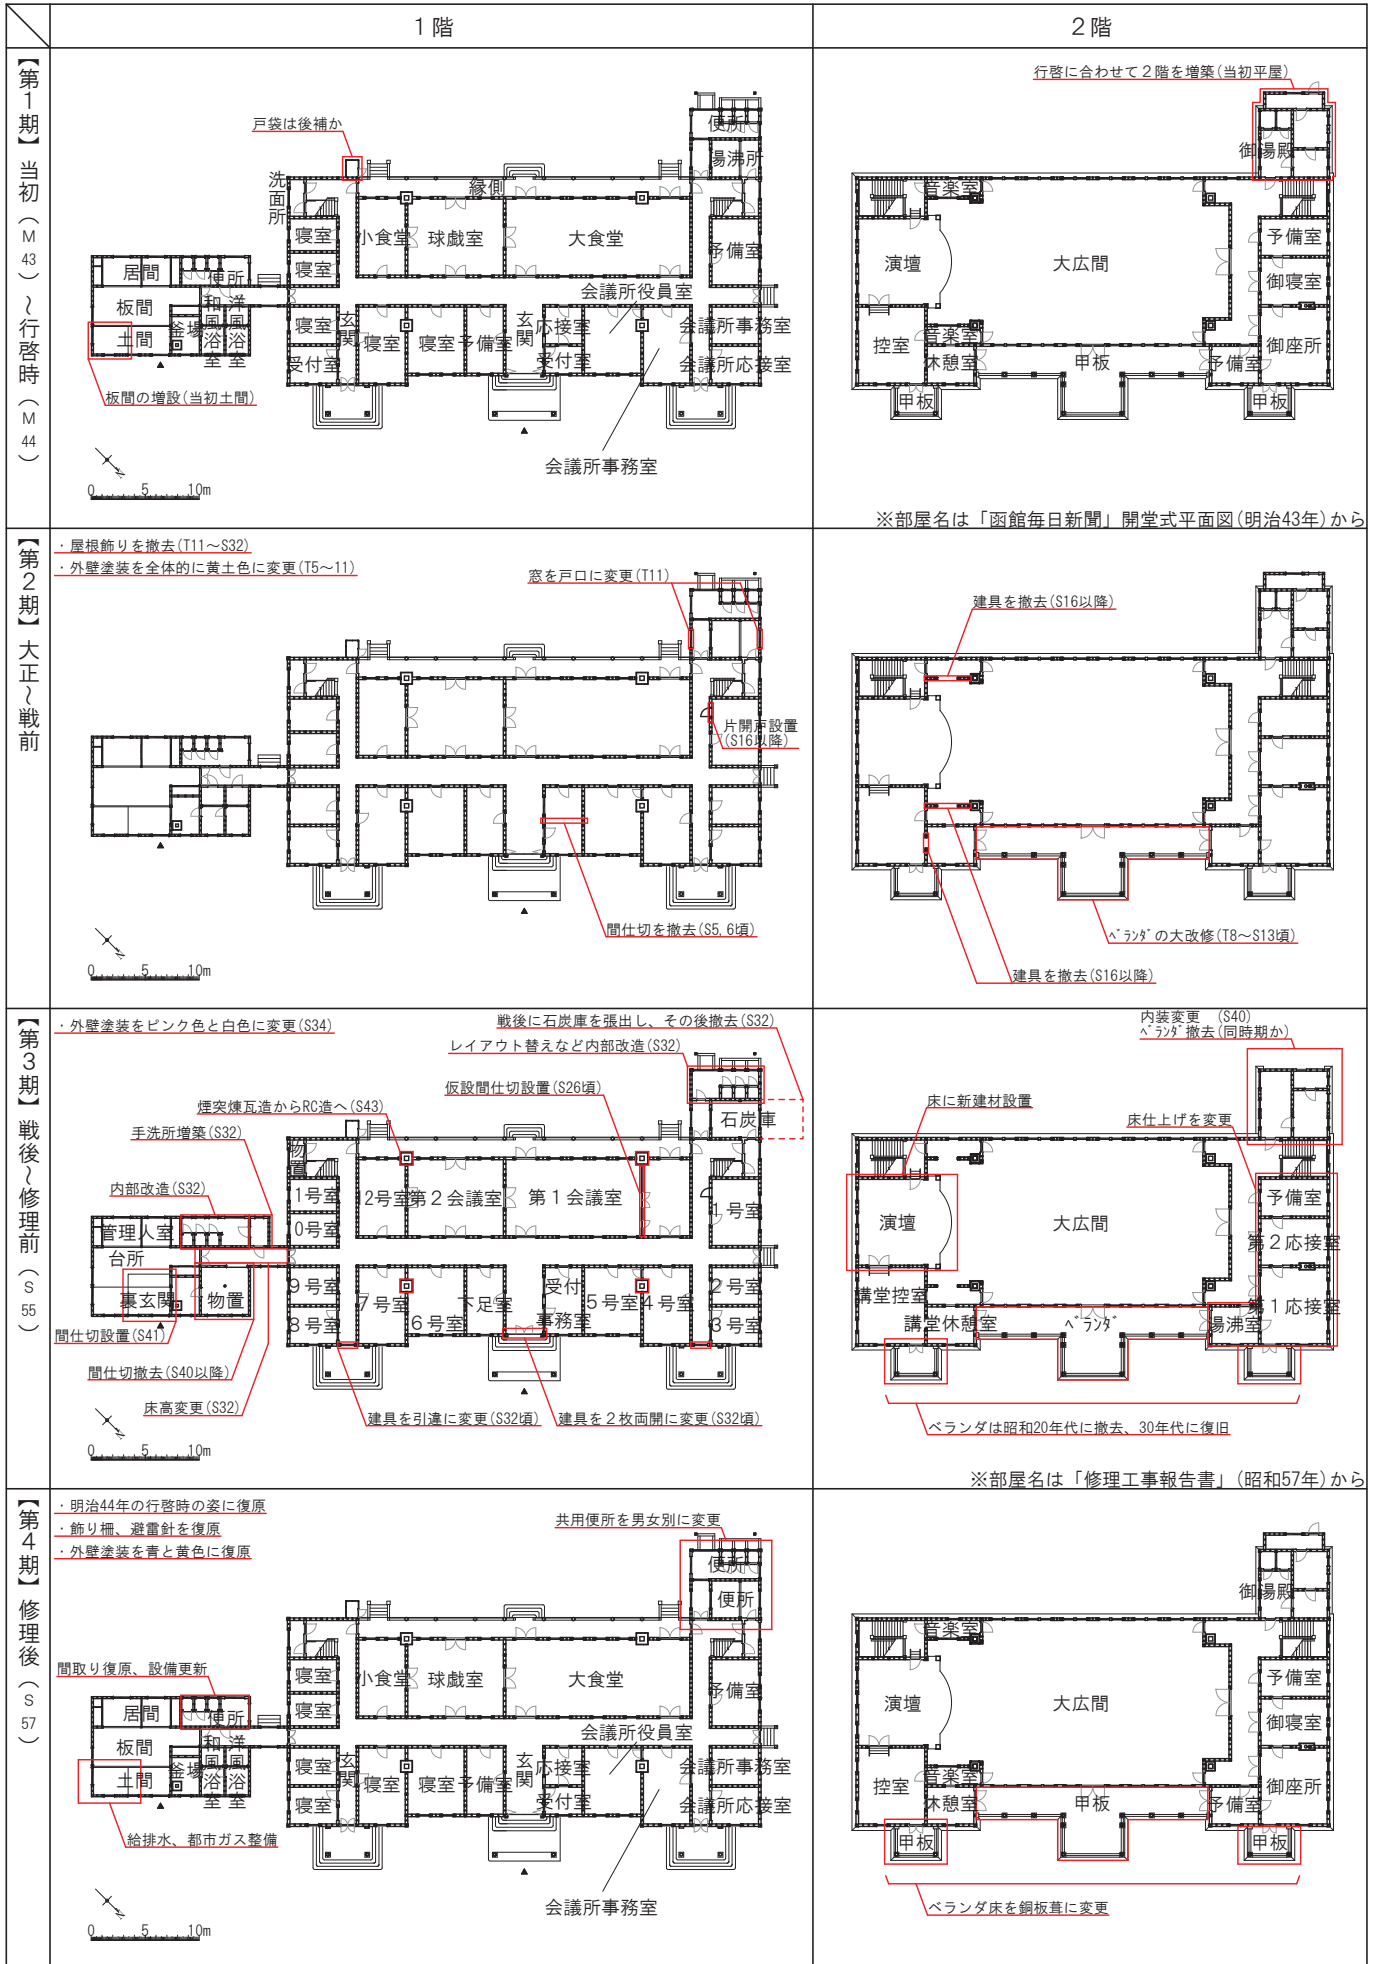 １階
２階
【第１期】当初（Ｍ43）～行啓時（Ｍ44）
戸袋は後補か
便所
湯沸所
洗面所
縁側
寝室
小食堂
球戯室
大食堂
予備室
寝室
居間
便所
板間
和風浴室
洋風浴室
釜場
土間
会議所役員室
寝室
玄関
寝室
寝室
予備室
玄関
応接室
会議所事務室
受付室
受付室
会議所応接室
板間の増設(当初土間)
会議所事務室
0
5
10m
行啓に合わせて２階を増築(当初平屋)
御湯殿
音楽室
予備室
演壇
大広間
御寝室
音楽室
控室
休憩室
甲板
予備室
御座所
甲板
甲板
※部屋名は「函館毎日新聞」開堂式平面図(明治43年)から
【第２期】大正～戦前
・屋根飾りを撤去(T11～S32)
・外壁塗装を全体的に黄土色に変更(T5～11)
窓を戸口に変更(T11)
片開戸設置
(S16以降)
間仕切を撤去(S5,6頃)
0
5
10m
建具を撤去(S16以降)
ﾍﾞﾗﾝﾀﾞの大改修(T8～S13頃)
建具を撤去(S16以降)
【第３期】戦後～修理前（Ｓ55）
・外壁塗装をピンク色と白色に変更(S34)
戦後に石炭庫を張出し、その後撤去(S32)
レイアウト替えなど内部改造(S32)
仮設間仕切設置(S26頃)
煙突煉瓦造からRC造へ(S43)
手洗所増築(S32)
内部改造(S32)
石炭庫
物置
1号室
12号室
第２会議室
第１会議室
１号室
0号室
管理人室
台所
裏玄関
物置
９号室
７号室
下足室
受付
事務室
５号室
４号室
２号室
８号室
６号室
３号室
間仕切設置(S41)
間仕切撤去(S40以降)
床高変更(S32)
建具を引違に変更(S32頃)
建具を２枚両開に変更(S32頃)
0
5
10m
内装変更　(S40)
ﾍﾞﾗﾝﾀﾞ撤去(同時期か)
床に新建材設置
床仕上げを変更
予備室
演壇
大広間
第２応接室
講堂控室
第１応接室
講堂休憩室
ﾍﾞﾗﾝﾀﾞ
湯沸室
ベランダは昭和20年代に撤去、30年代に復旧
※部屋名は「修理工事報告書」(昭和57年)から
【第４期】修理後（Ｓ57）
・明治44年の行啓時の姿に復原
・飾り柵、避雷針を復原
・外壁塗装を青と黄色に復原
共用便所を男女別に変更
便所
便所
間取り復原、設備更新
寝室
小食堂
球戯室
大食堂
予備室
寝室
居間
便所
板間
和風浴室
洋風浴室
釜場
土間
会議所役員室
寝室
玄関
寝室
寝室
予備室
玄関
応接室
会議所事務室
寝室
受付室
会議所応接室
給排水、都市ガス整備
会議所事務室
0
5
10m
御湯殿
音楽室
予備室
演壇
大広間
御寝室
音楽室
控室
休憩室
甲板
予備室
御座所
甲板
甲板
ベランダ床を銅板葺に変更